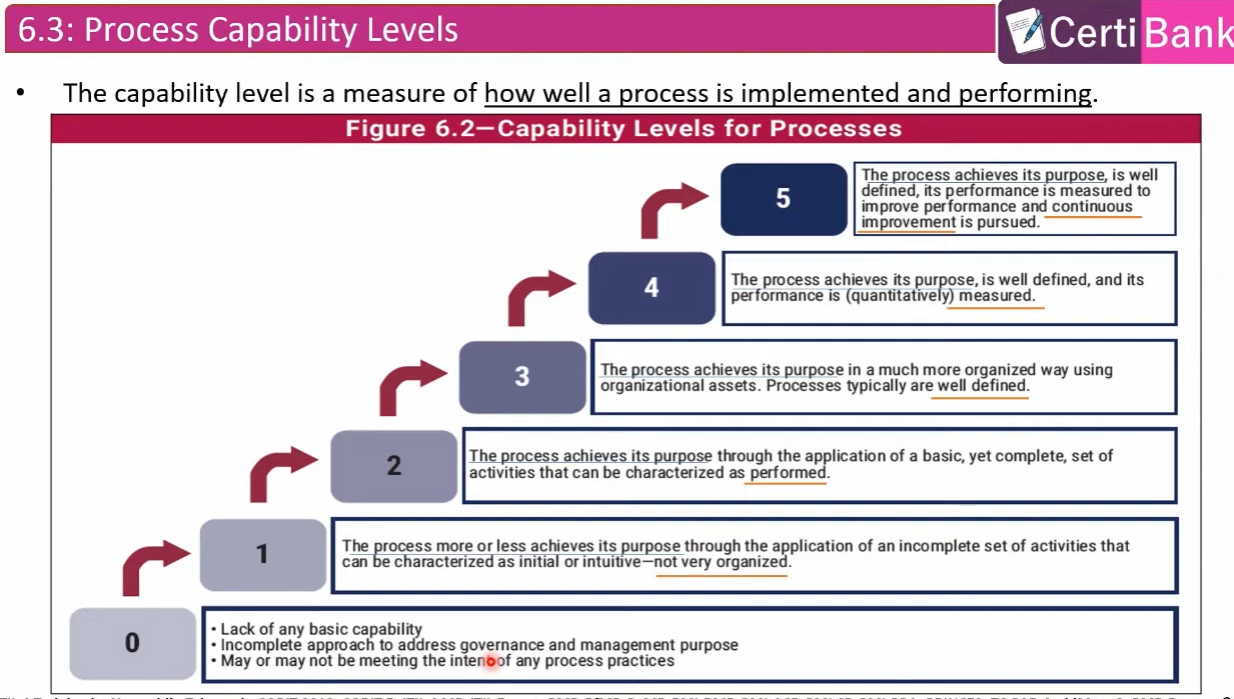 6.3: Process Capability Levels
CertiBank
• The capability level is a measure of how well a process is implemented and performing.
Figure 6.2—Capability Levels for Processes
5
The process achieves its purpose, is well
defined, its performance is measured to
improve performance and continuous
improvement is pursued.
4
The process achieves its purpose, is well defined, and its
performance is (quantitatively) measured.
3
The process achieves its purpose in a much more organized way using
organizational assets. Processes typically are well defined.
2
The process achieves its purpose through the application of a basic, yet complete, set of
activities that can be characterized as performed.
1
The process more or less achieves its purpose through the application of an incomplete set of activities that
can be characterized as initial or intuitive—not very organized.
0
• Lack of any basic capability
• Incomplete approach to address governance and management purpose
• May or may not be meeting the inten of any process practices